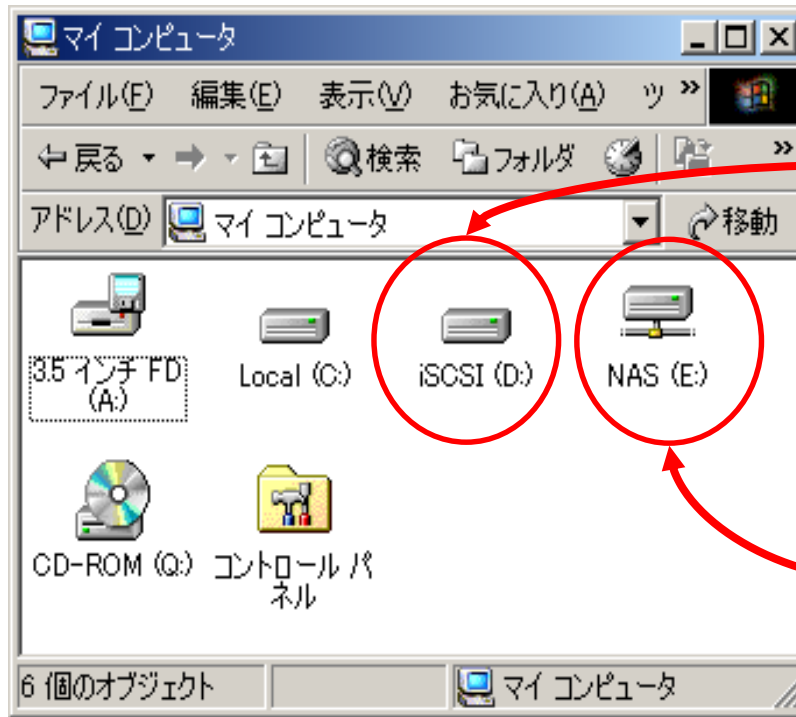 マイ コンピュータ
ファイル(F) 編集(E) 表示(V) お気に入り(A) ツ »
戻る 検索 フォルダ »
アドレス(D) マイ コンピュータ 移動
3.5 インチ FD (A:)
Local (C:)
iSCSI (D:)
NAS (E:)
CD-ROM (Q:)
コントロール パネル
6 個のオブジェクト マイ コンピュータ